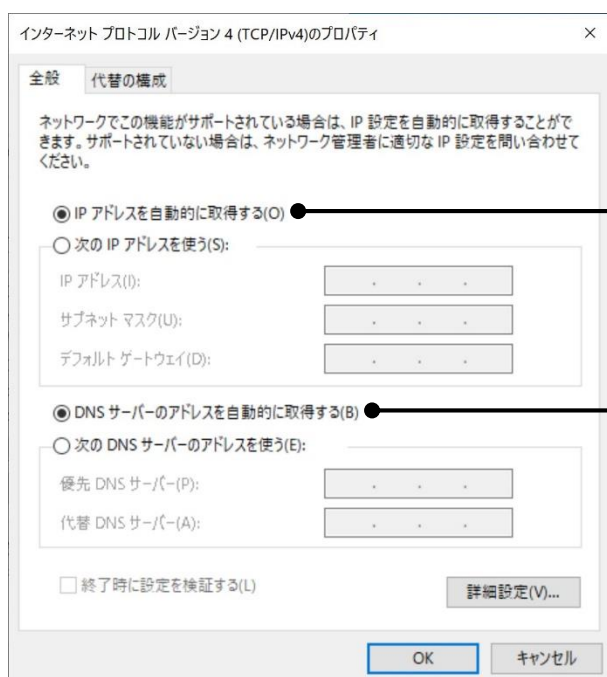 インターネット プロトコル バージョン 4 (TCP/IPv4)のプロパティ
全般 代替の構成
ネットワークでこの機能がサポートされている場合は、IP 設定を自動的に取得することがで
きます。サポートされていない場合は、ネットワーク管理者に適切な IP 設定を問い合わせて
ください。
IP アドレスを自動的に取得する(O)
次の IP アドレスを使う(S):
IP アドレス(I):
サブネット マスク(U):
デフォルト ゲートウェイ(D):
DNS サーバーのアドレスを自動的に取得する(B)
次の DNS サーバーのアドレスを使う(E):
優先 DNS サーバー(P):
代替 DNS サーバー(A):
終了時に設定を検証する(L)
詳細設定(V)...
OK キャンセル